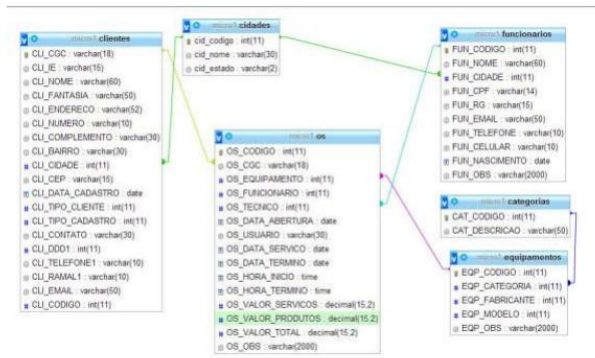 micro1 clientes
CLI_CGC : varchar(18)
CLI_IE : varchar(15)
CLI_NOME : varchar(60)
CLI_FANTASIA : varchar(50)
CLI_ENDERECO : varchar(52)
CLI_NUMERO : varchar(10)
CLI_COMPLEMENTO : varchar(30)
CLI_BAIRRO : varchar(30)
CLI_CIDADE : int(11)
CLI_CEP : varchar(15)
CLI_DATA_CADASTRO : date
CLI_TIPO_CLIENTE : int(11)
CLI_TIPO_CADASTRO : int(11)
CLI_CONTATO : varchar(30)
CLI_DDD1 : int(11)
CLI_TELEFONE1 : varchar(10)
CLI_RAMAL1 : varchar(10)
CLI_EMAIL : varchar(60)
CLI_CODIGO : int(11)
micro1 cidades
cid_codigo : int(11)
cid_nome : varchar(30)
cid_estado : varchar(2)
micro1 os
OS_CODIGO : int(11)
OS_CGC : varchar(18)
OS_EQUIPAMENTO : int(11)
OS_FUNCIONARIO : int(11)
OS_TECNICO : int(11)
OS_DATA_ABERTURA : date
OS_USUARIO : varchar(30)
OS_DATA_SERVICO : date
OS_DATA_TERMINO : date
OS_HORA_INICIO : time
OS_HORA_TERMINO : time
OS_VALOR_SERVICOS : decimal(15,2)
OS_VALOR_PRODUTOS : decimal(15,2)
OS_VALOR_TOTAL : decimal(15,2)
OS_OBS : varchar(2000)
micro1 funcionarios
FUN_CODIGO : int(11)
FUN_NOME : varchar(60)
FUN_CIDADE : int(11)
FUN_CPF : varchar(14)
FUN_RG : varchar(15)
FUN_EMAIL : varchar(50)
FUN_TELEFONE : varchar(10)
FUN_CELULAR : varchar(10)
FUN_NASCIMENTO : date
FUN_OBS : varchar(2000)
micro1 categorias
CAT_CODIGO : int(11)
CAT_DESCRICAO : varchar(50)
micro1 equipamentos
EQP_CODIGO : int(11)
EQP_CATEGORIA : int(11)
EQP_FABRICANTE : int(11)
EQP_MODELO : int(11)
EQP_OBS : varchar(2000)